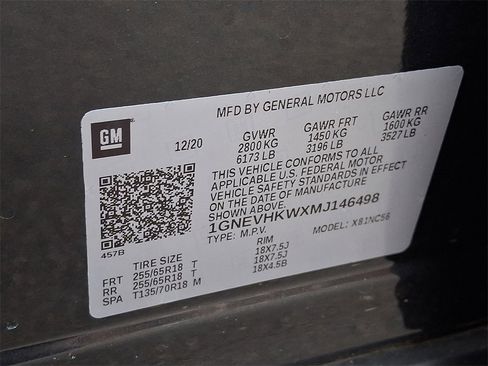 MFD BY GENERAL MOTORS LLC
GM
12/20
GVWR GAWR FRT GAWR RR
2800 KG 1450 KG 1600 KG
6173 LB 3196 LB 3527 LB
THIS VEHICLE CONFORMS TO ALL
APPLICABLE U.S. FEDERAL MOTOR
VEHICLE SAFETY STANDARDS IN EFFECT
ON THE DATE OF MANUFACTURE
SHOWN ABOVE.
1GNEVHKWXMJ146498
TYPE: M.P.V. MODEL: X81NC56
457B
TIRE SIZE RIM
FRT 255/65R18 T 18X7.5J
RR 255/65R18 T 18X7.5J
SPA T135/70R18 M 18X4.5B